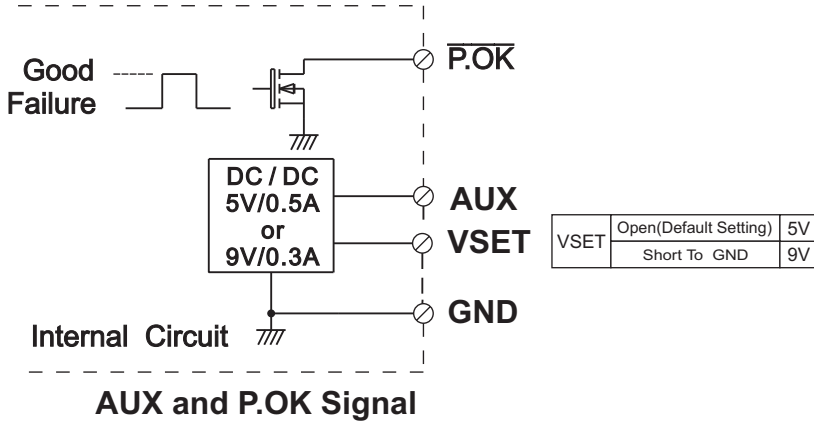 P.OK
Good
Failure
DC / DC
5V/0.5A
or
9V/0.3A
AUX
VSET
GND
VSET
Open(Default Setting) 5V
Short To GND 9V
Internal Circuit
AUX and P.OK Signal